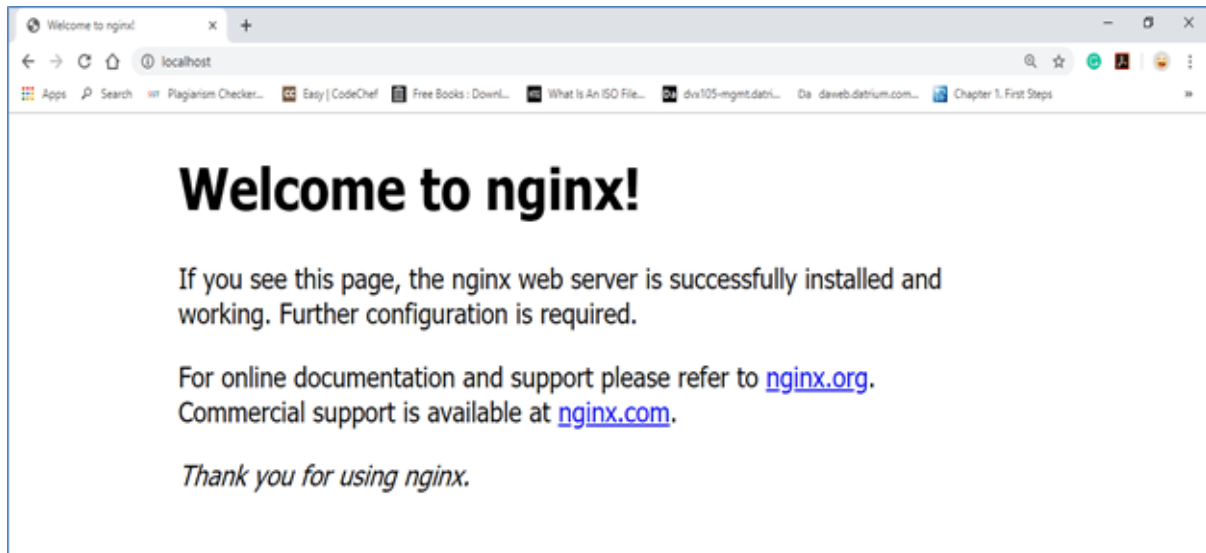 Welcome to nginx!
localhost
Apps Search Plagiarism Checker... Easy | CodeChef Free Books : Downl... What Is An ISO File... dvx105-mgmt.datri... Da daweb.datrium.com... Chapter 1. First Steps »
Welcome to nginx!
If you see this page, the nginx web server is successfully installed and
working. Further configuration is required.
For online documentation and support please refer to nginx.org.
Commercial support is available at nginx.com.
Thank you for using nginx.